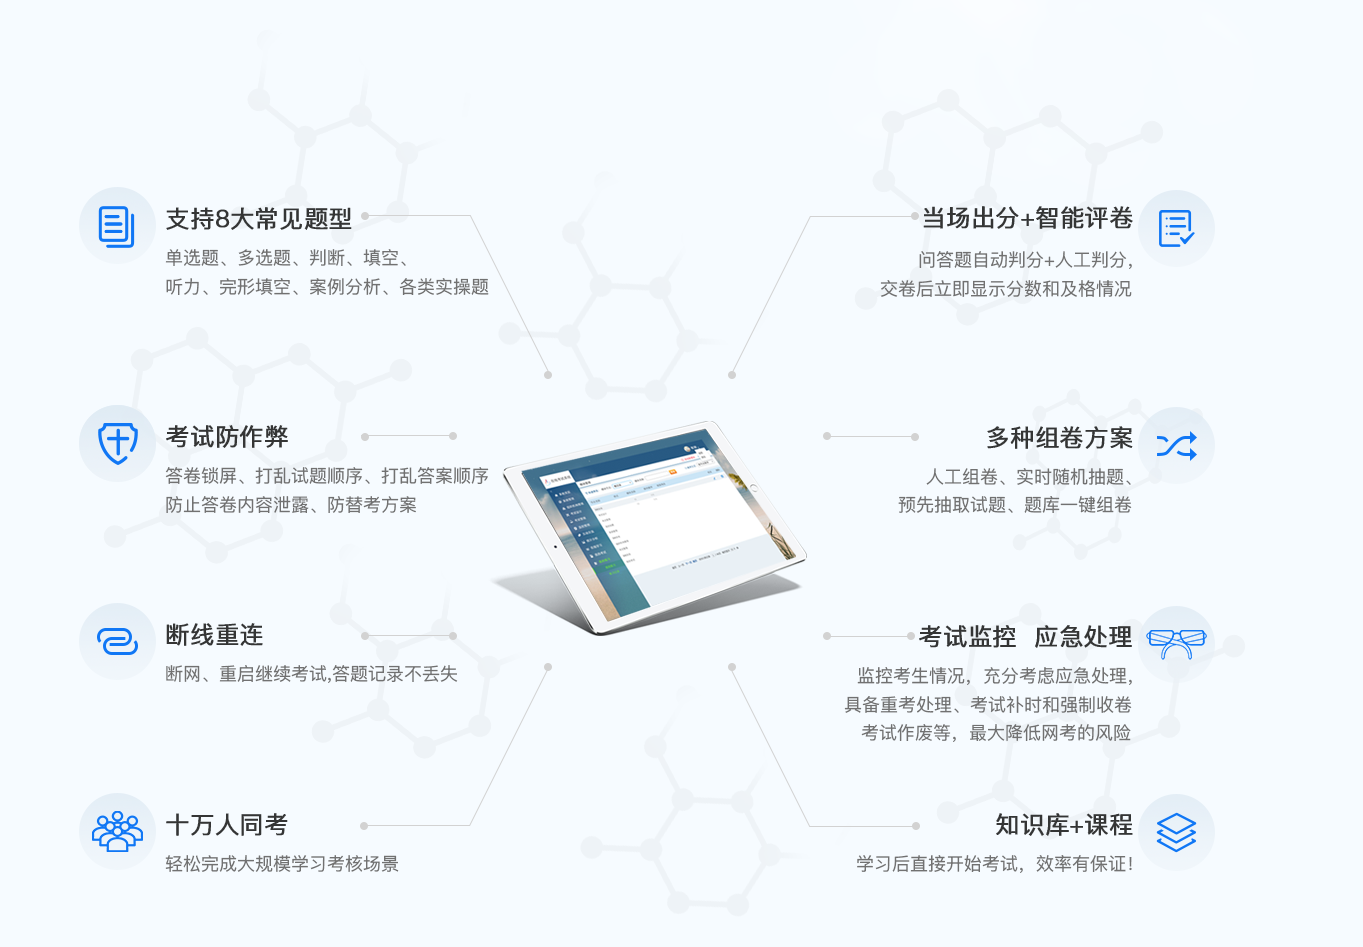 支持8大常见题型
单选题、多选题、判断、填空、
听力、完形填空、案例分析、各类实操题
考试防作弊
答卷锁屏、打乱试题顺序、打乱答案顺序
防止答卷内容泄露、防替考方案
断线重连
断网、重启继续考试,答题记录不丢失
十万人同考
轻松完成大规模学习考核场景
当场出分+智能评卷
问答题自动判分+人工判分，
交卷后立即显示分数和及格情况
多种组卷方案
人工组卷、实时随机抽题、
预先抽取试题、题库一键组卷
考试监控 应急处理
监控考生情况，充分考虑应急处理，
具备重考处理、考试补时和强制收卷
考试作废等，最大降低网考的风险
知识库+课程
学习后直接开始考试，效率有保证！